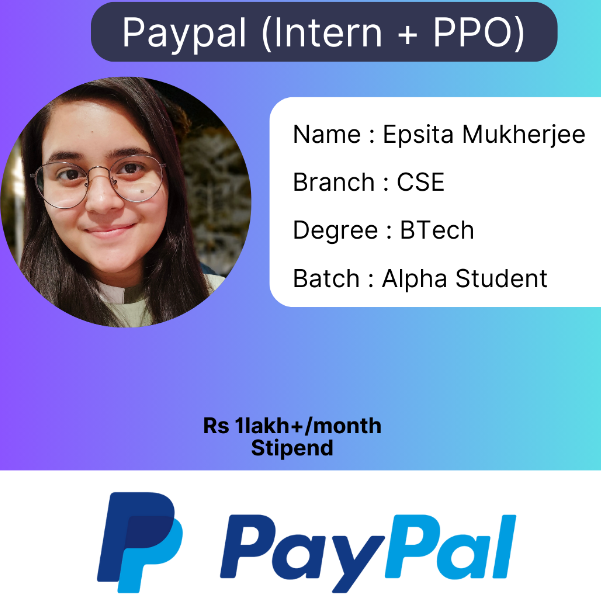 Paypal (Intern + PPO)
Name : Epsita Mukherjee
Branch : CSE
Degree : BTech
Batch : Alpha Student
Rs 1lakh+/month
Stipend
PayPal